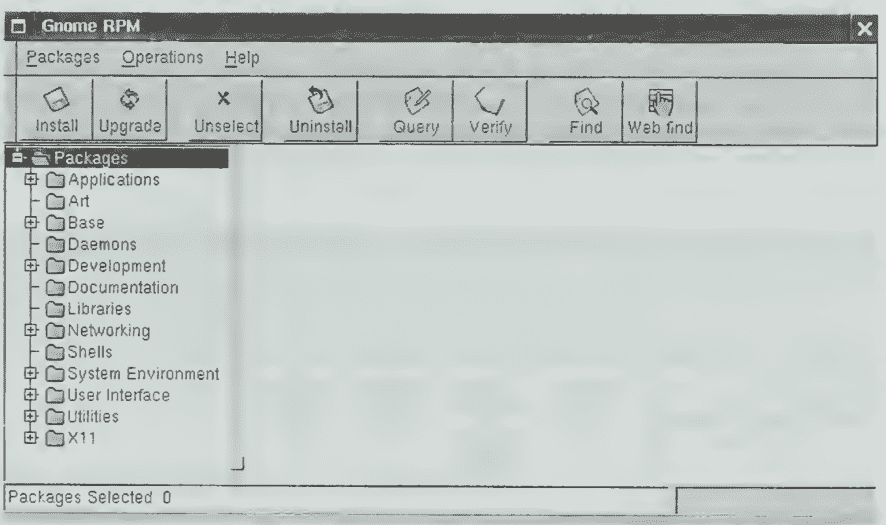 Gnome RPM
Packages Operations Help
Install Upgrade Unselect Uninstall Query Verify Find Web find
Packages
Applications
Art
Base
Daemons
Development
Documentation
Libraries
Networking
Shells
System Environment
User Interface
Utilities
X11
Packages Selected 0